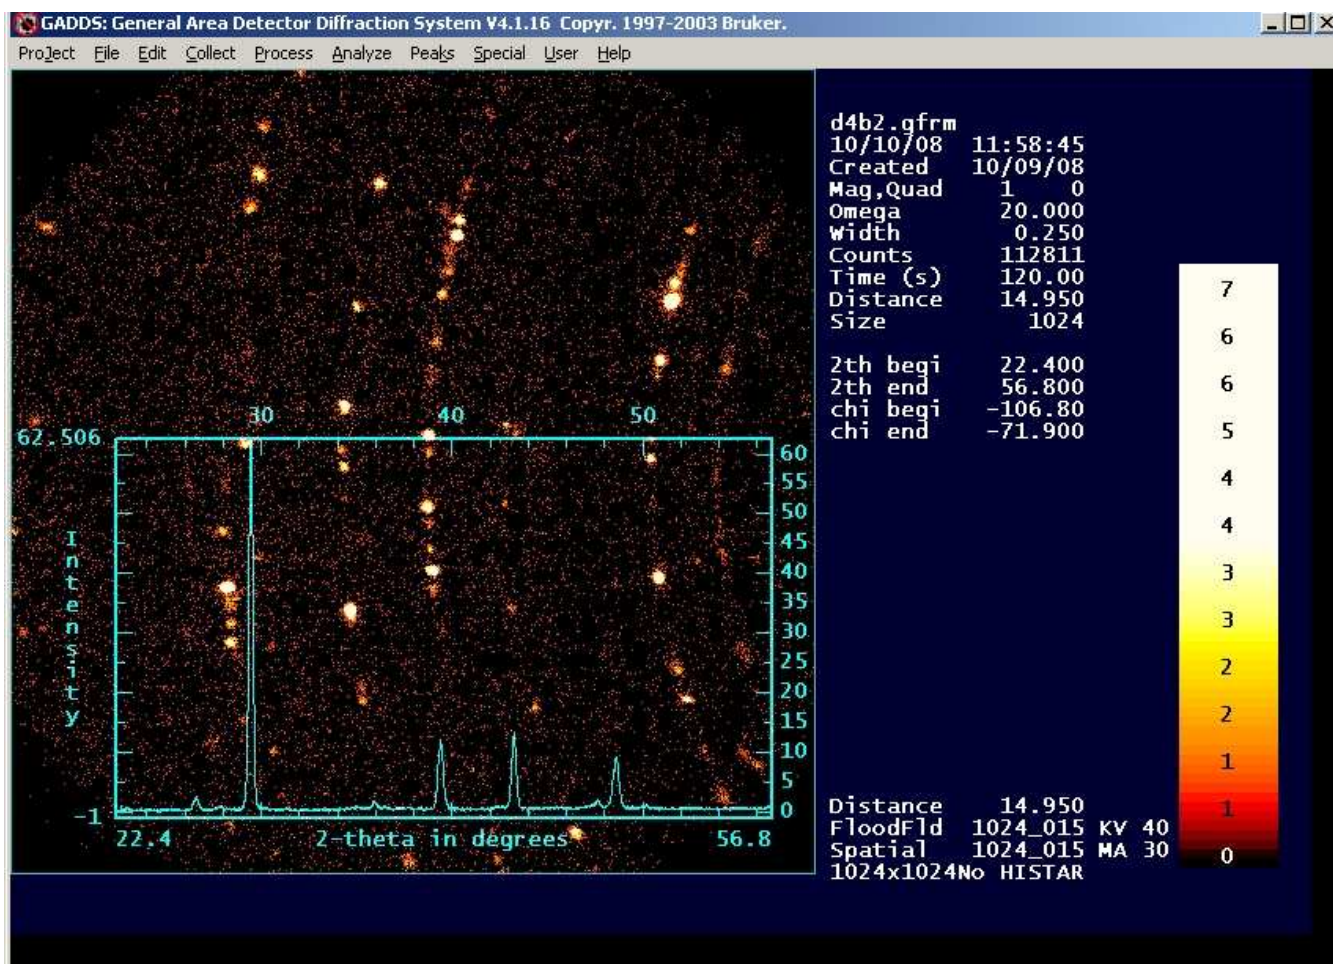 GADDS: General Area Detector Diffraction System V4.1.16 Copyr. 1997-2003 Bruker.
ProJect File Edit Collect Process Analyze Peaks Special User Help
d4b2.gfrm
10/10/08 11:58:45
Created 10/09/08
Mag,Quad 1 0
Omega 20.000
Width 0.250
Counts 112811
Time (s) 120.00
Distance 14.950
Size 1024
2th begi 22.400
2th end 56.800
chi begi -106.80
chi end -71.900
30 40 50
62.506
60
55
50
45
40
35
30
25
20
15
10
5
0
Intensity
-1
22.4 2-theta in degrees 56.8
7
6
6
5
4
4
3
3
2
2
1
1
0
Distance 14.950
FloodFld 1024_015 KV 40
Spatial 1024_015 MA 30
1024x1024No HISTAR